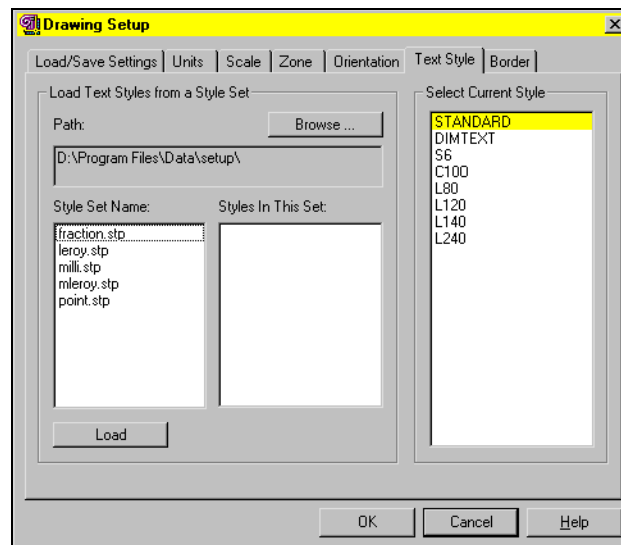 Drawing Setup
Load/Save Settings Units Scale Zone Orientation Text Style Border
Load Text Styles from a Style Set
Path:
Browse ...
D:\Program Files\Data\setup\
Style Set Name:
Styles In This Set:
fraction.stp
leroy.stp
milli.stp
mleroy.stp
point.stp
Load
Select Current Style
STANDARD
DIMTEXT
S6
C100
L80
L120
L140
L240
OK
Cancel
Help